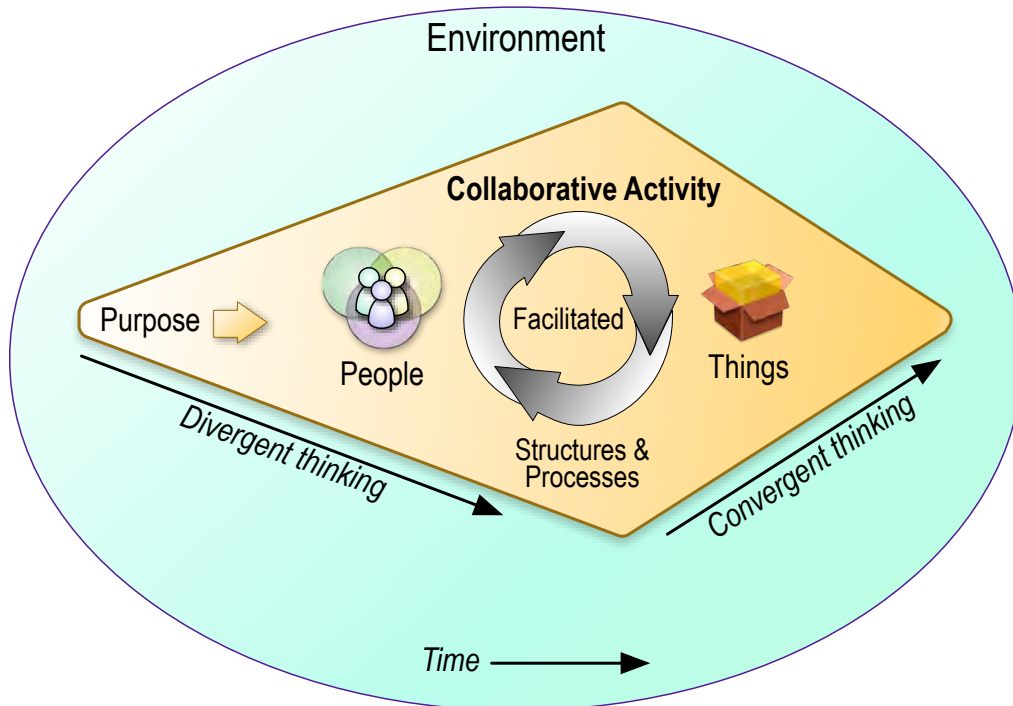 Environment
Collaborative Activity
Purpose
Facilitated
People
Things
Structures &
Processes
Divergent thinking
Convergent thinking
Time